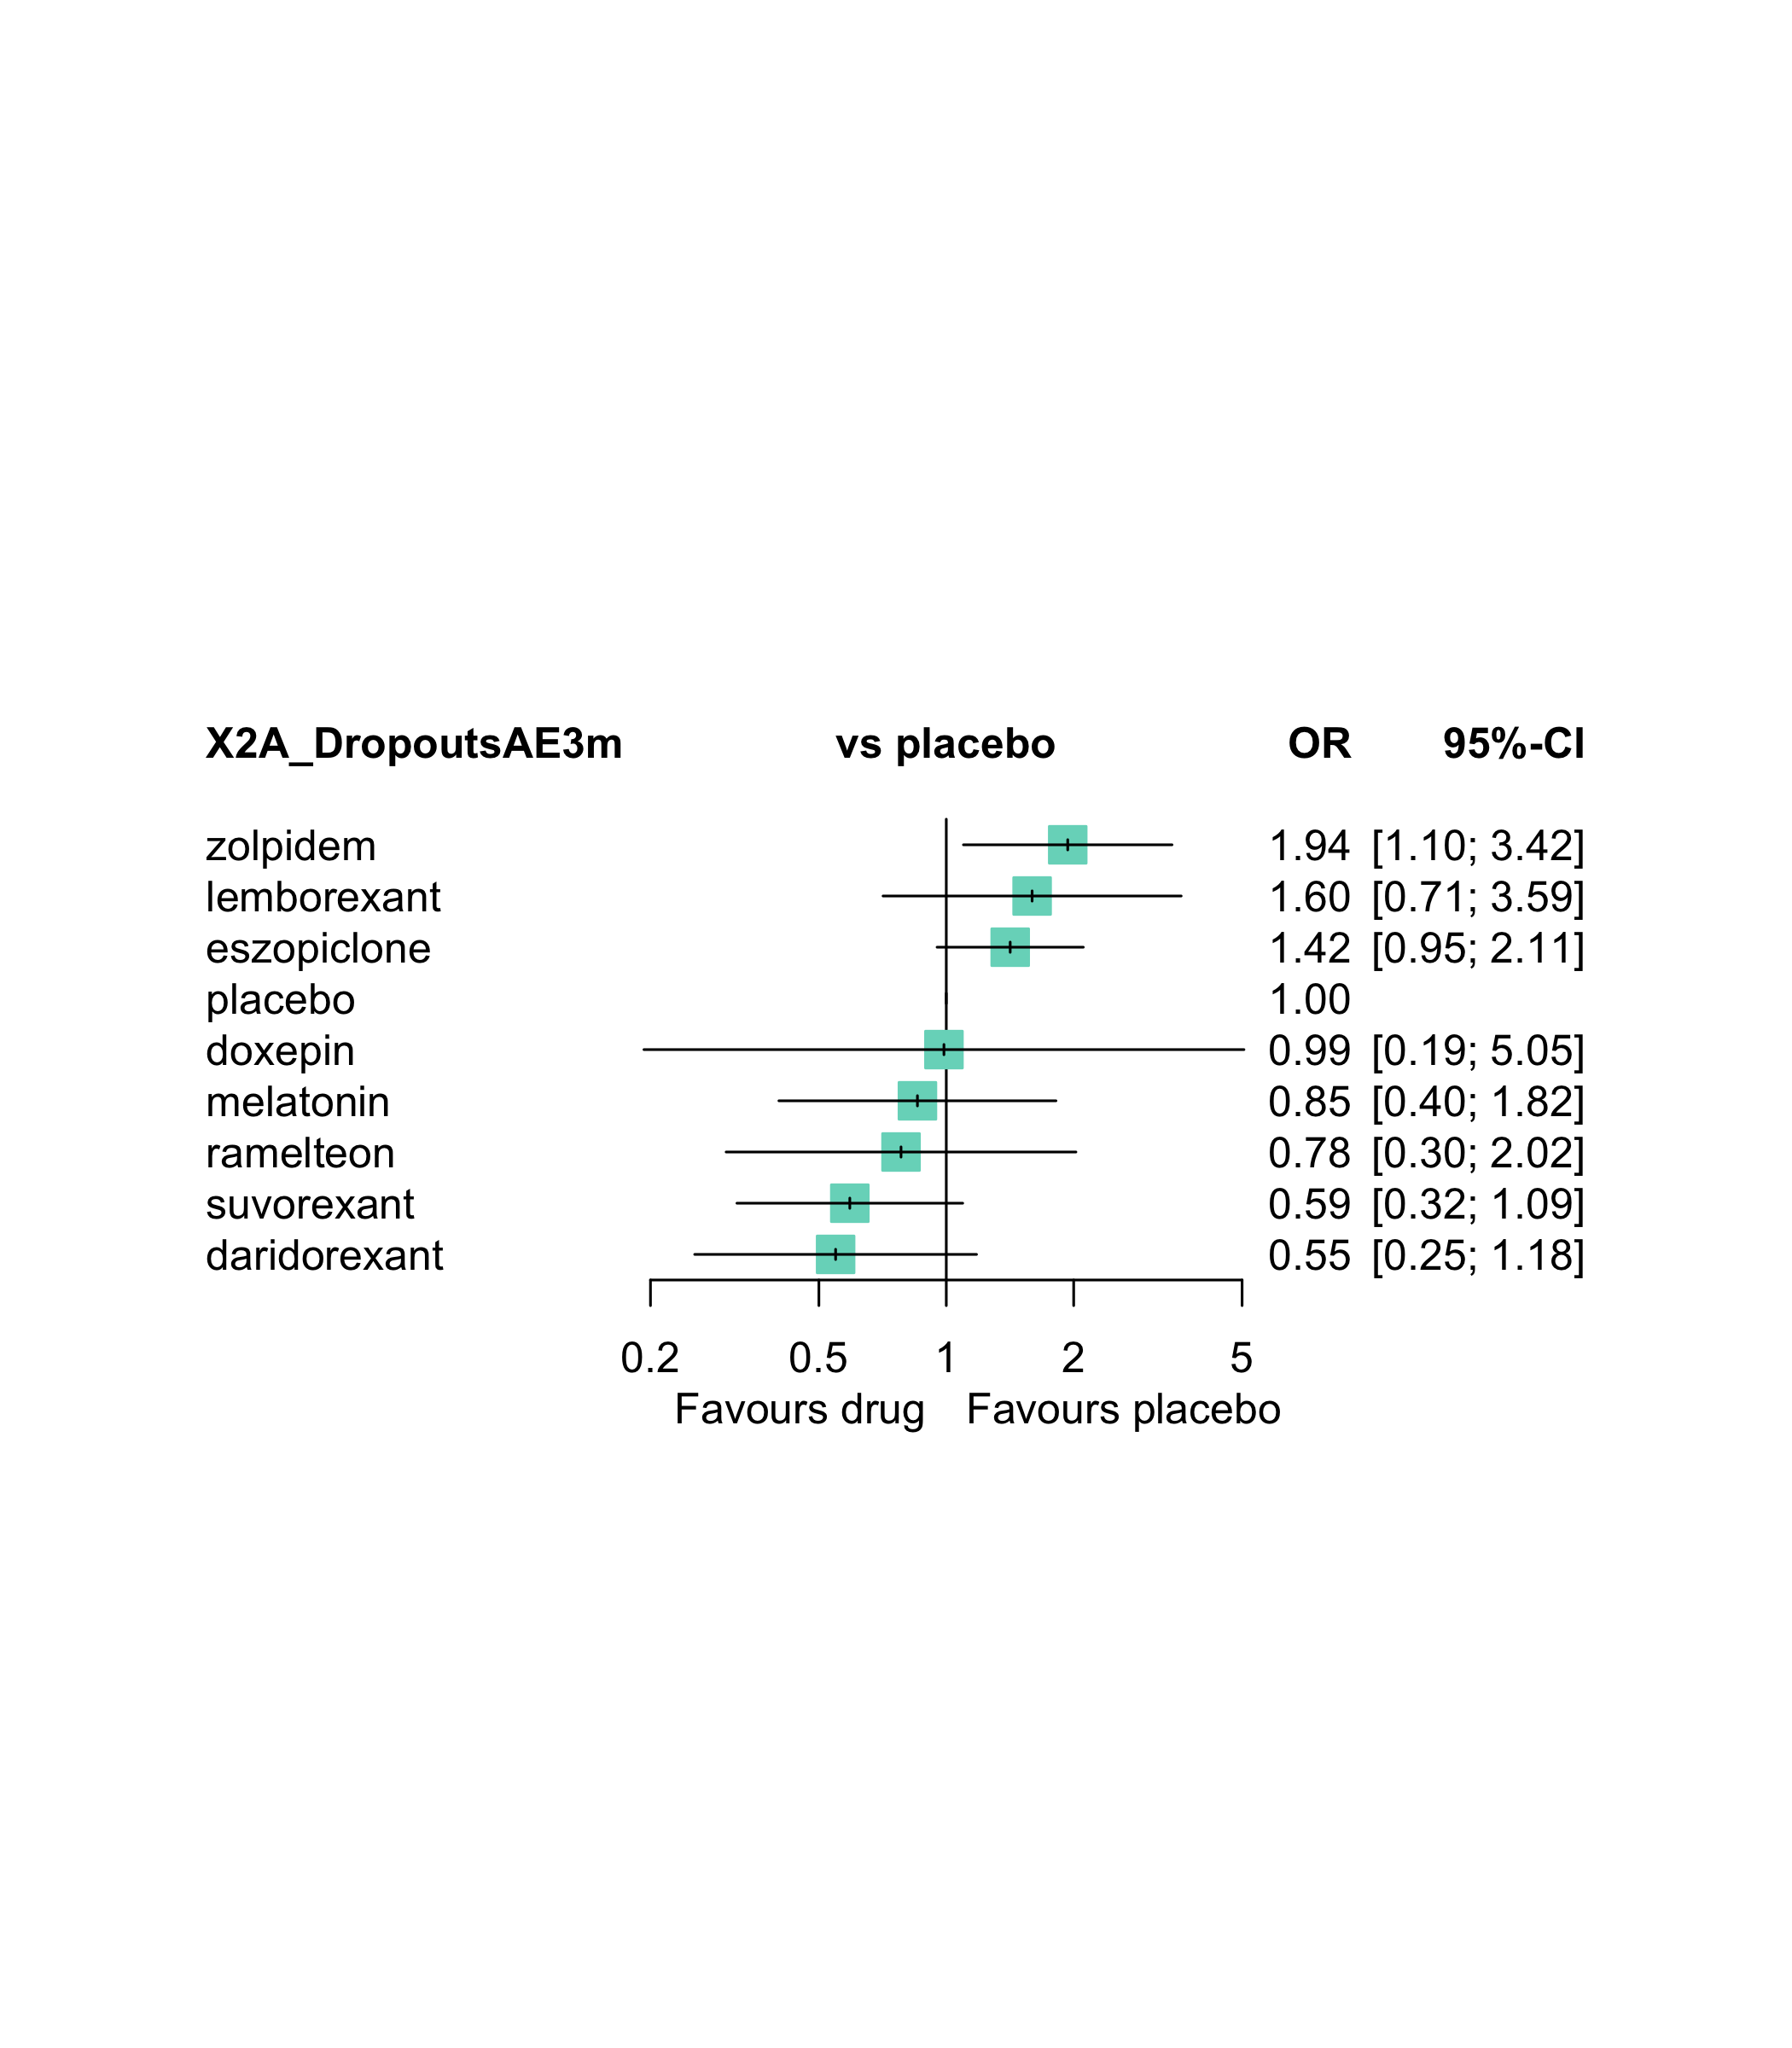 X2A_DropoutsAE3m vs placebo OR 95%-CI
zolpidem 1.94 [1.10; 3.42]
lemborexant 1.60 [0.71; 3.59]
eszopiclone 1.42 [0.95; 2.11]
placebo 1.00
doxepin 0.99 [0.19; 5.05]
melatonin 0.85 [0.40; 1.82]
ramelteon 0.78 [0.30; 2.02]
suvorexant 0.59 [0.32; 1.09]
daridorexant 0.55 [0.25; 1.18]
0.2 0.5 1 2 5
Favours drug Favours placebo